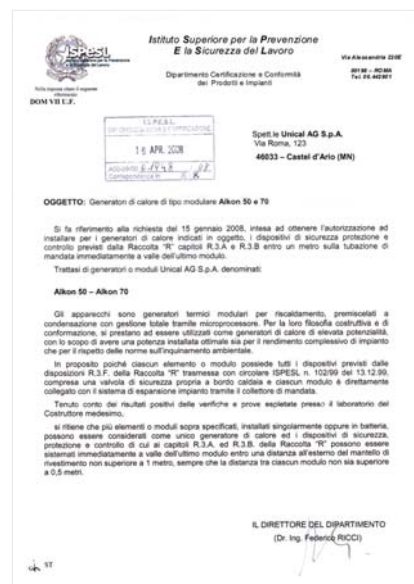 ISPESL
Istituto Superiore per la Prevenzione
E la Sicurezza del Lavoro
Via Alessandria 220E
00198 – ROMA
Tel. 06.442801
Dipartimento Certificazione e Conformità
dei Prodotti e Impianti
Nella risposta citare il seguente
riferimento
DOM VII U.F.
I.S.P.E.S.L.
16 APR. 2008
Spett.le Unical AG S.p.A.
Via Roma, 123
46033 – Castel d'Ario (MN)
OGGETTO: Generatori di calore di tipo modulare Alkon 50 e 70
Si fa riferimento alla richiesta del 15 gennaio 2008, intesa ad ottenere l'autorizzazione ad
installare per i generatori di calore indicati in oggetto, i dispositivi di sicurezza protezione e
controllo previsti dalla Raccolta "R" capitoli R.3.A e R.3.B entro un metro sulla tubazione di
mandata immediatamente a valle dell'ultimo modulo.
Trattasi di generatori o moduli Unical AG S.p.A. denominati:
Alkon 50 – Alkon 70
Gli apparecchi sono generatori termici modulari per riscaldamento, premiscelati a
condensazione con gestione totale tramite microprocessore. Per la loro filosofia costruttiva e di
conformazione, si prestano ad essere utilizzati come generatori di calore di elevata potenzialità,
con lo scopo di avere una potenza installata ottimale sia per il rendimento complessivo di impianto
che per il rispetto delle norme sull'inquinamento ambientale.
In proposito poiché ciascun elemento o modulo possiede tutti i dispositivi previsti dalle
disposizioni R.3.F. della Raccolta "R" trasmessa con circolare ISPESL n. 102/99 del 13.12.99,
compresa una valvola di sicurezza propria a bordo caldaia e ciascun modulo è direttamente
collegato con il sistema di espansione impianto tramite il collettore di mandata.
Tenuto conto dei risultati positivi delle verifiche e prove espletate presso il laboratorio del
Costruttore medesimo,
si ritiene che più elementi o moduli sopra specificati, installati singolarmente oppure in batteria,
possono essere considerati come unico generatore di calore ed i dispositivi di sicurezza,
protezione e controllo di cui ai capitoli R.3.A. ed R.3.B. della Raccolta "R" possono essere
sistemati immediatamente a valle dell'ultimo modulo entro una distanza all'esterno del mantello di
rivestimento non superiore a 1 metro, sempre che la distanza tra ciascun modulo non sia superiore
a 0,5 metri.
IL DIRETTORE DEL DIPARTIMENTO
(Dr. Ing. Federico RICCI)
ST